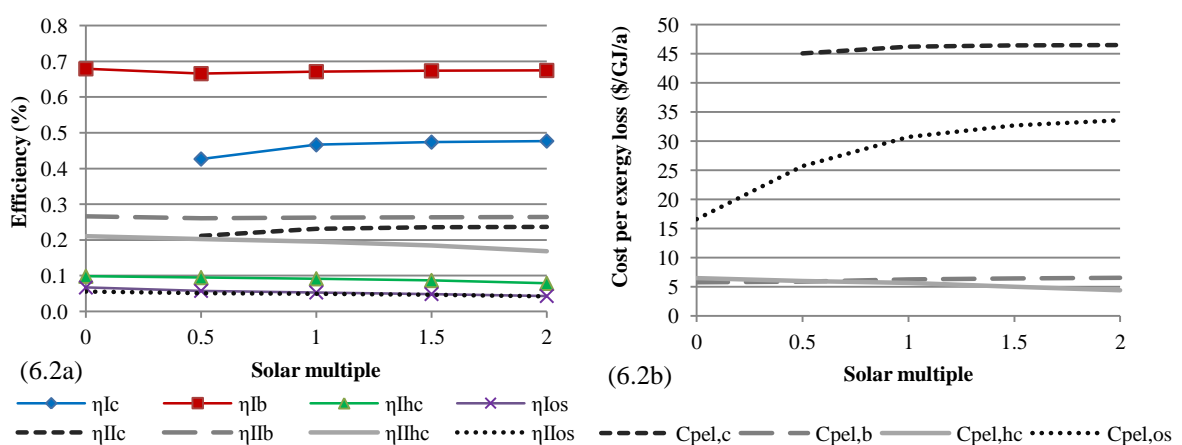 0.8
0.7
0.6
0.5
0.4
0.3
0.2
0.1
0.0
Efficiency (%)
0 0.5 1 1.5 2
Solar multiple
(6.2a)
ηIc ηIb ηIhc ηIos
ηIIc ηIIb ηIIhc ηIIos
50
45
40
35
30
25
20
15
10
5
0
Cost per exergy loss ($/GJ/a)
0 0.5 1 1.5 2
Solar multiple
(6.2b)
Cpel,c Cpel,b Cpel,hc Cpel,os